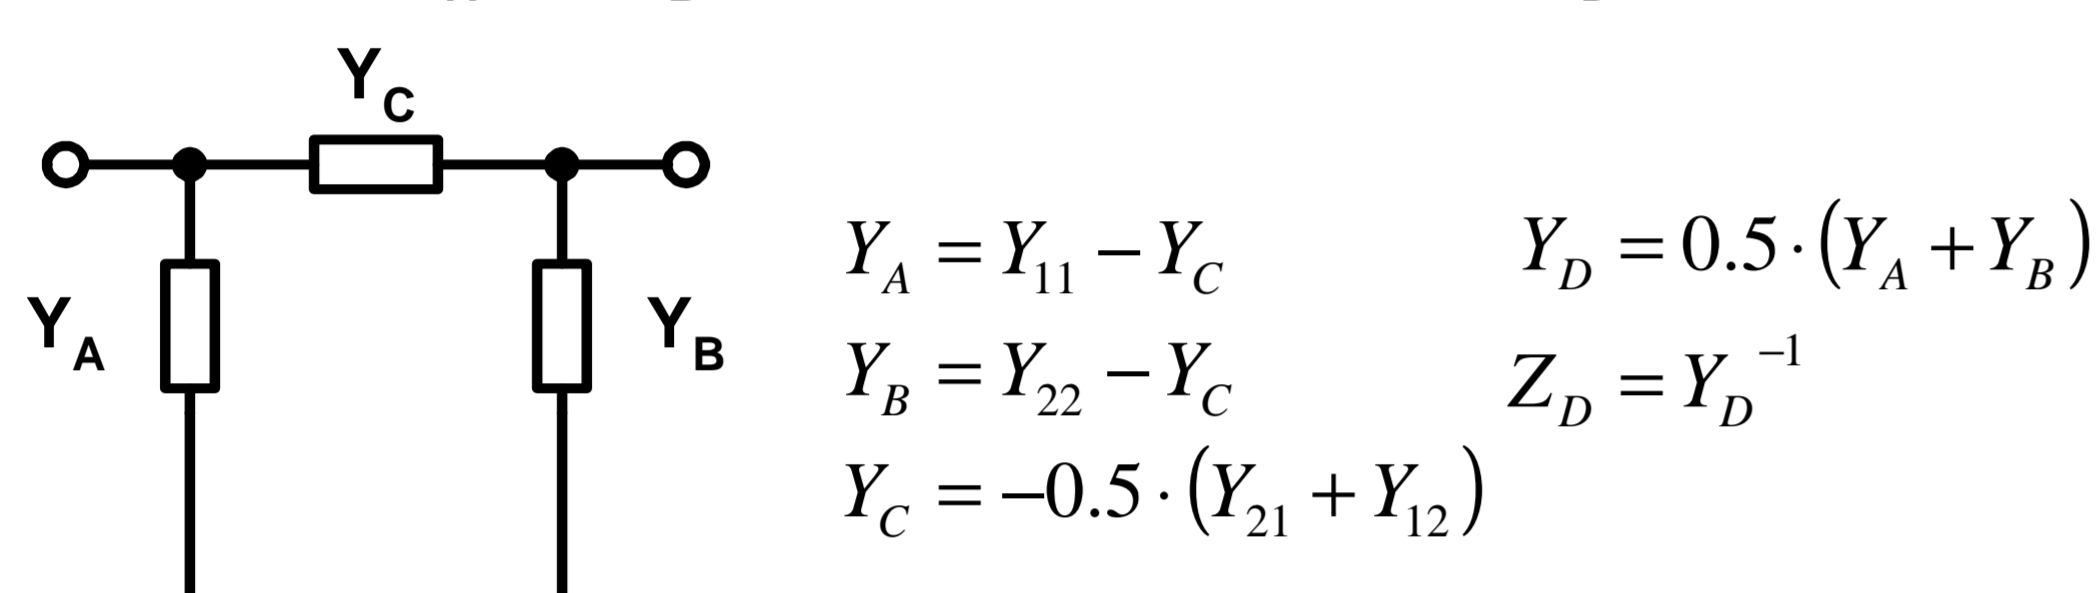 Y_C
Y_A
Y_B
Y_A = Y_11 − Y_C
Y_B = Y_22 − Y_C
Y_C = −0.5 · (Y_21 + Y_12)
Y_D = 0.5 · (Y_A + Y_B)
Z_D = Y_D^−1